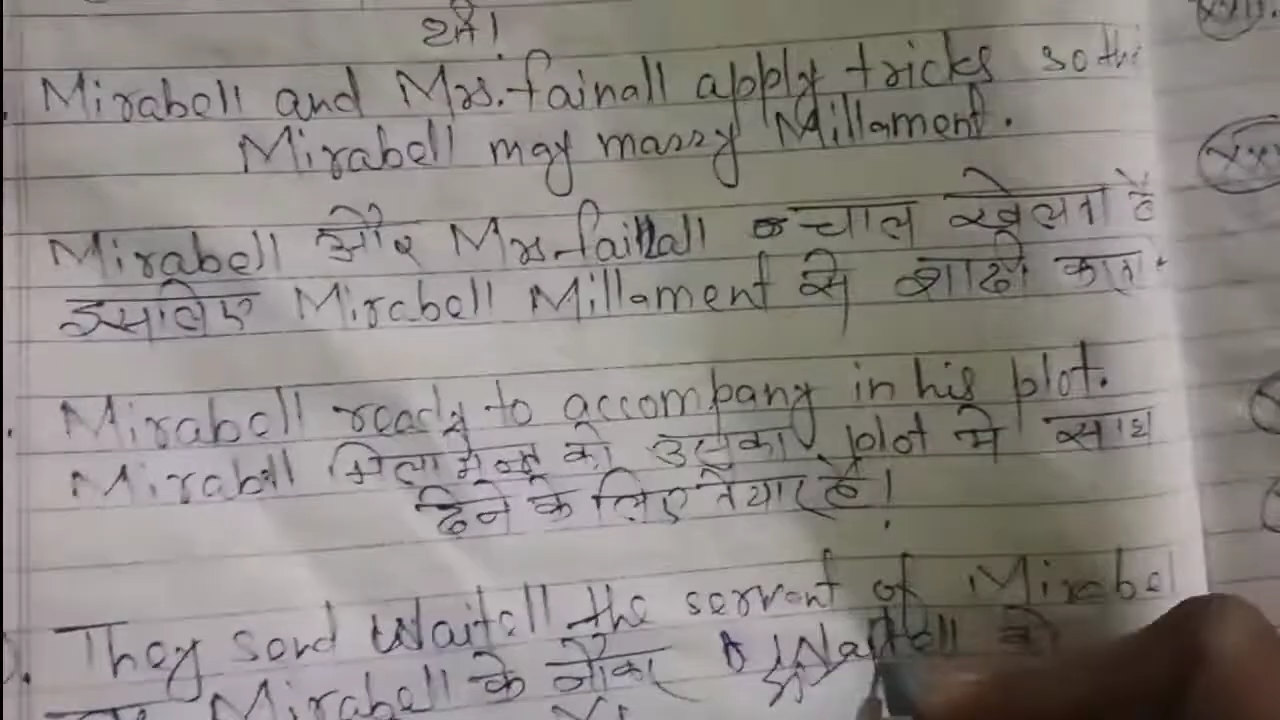 थे।
Mirabell and Mrs. fainall apply tricks so
Mirabell may marry Millament.
Mirabell और Mrs. fainall चाल खेलता है
इसलिए Mirabell Millament से शादी
Mirabell ready to accompany in his plot.
Mirabell को उसका plot मे साथ
देने के लिए तैयार है।
They send Waitell the servent of Mirabel
Mirabell के नौकर Waitell को